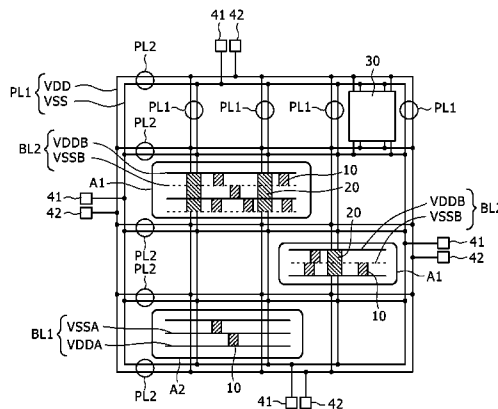 41 42
PL2
30
PL1 { VDD
VSS
PL1 PL1 PL1 PL1
PL2
BL2 { VDDB
VSSB
10
A1
20
41
42
20
VDDB
VSSB } BL2
PL2
41
42
PL2
A1
10
BL1 { VSSA
VDDA
10
A2
PL2
41 42